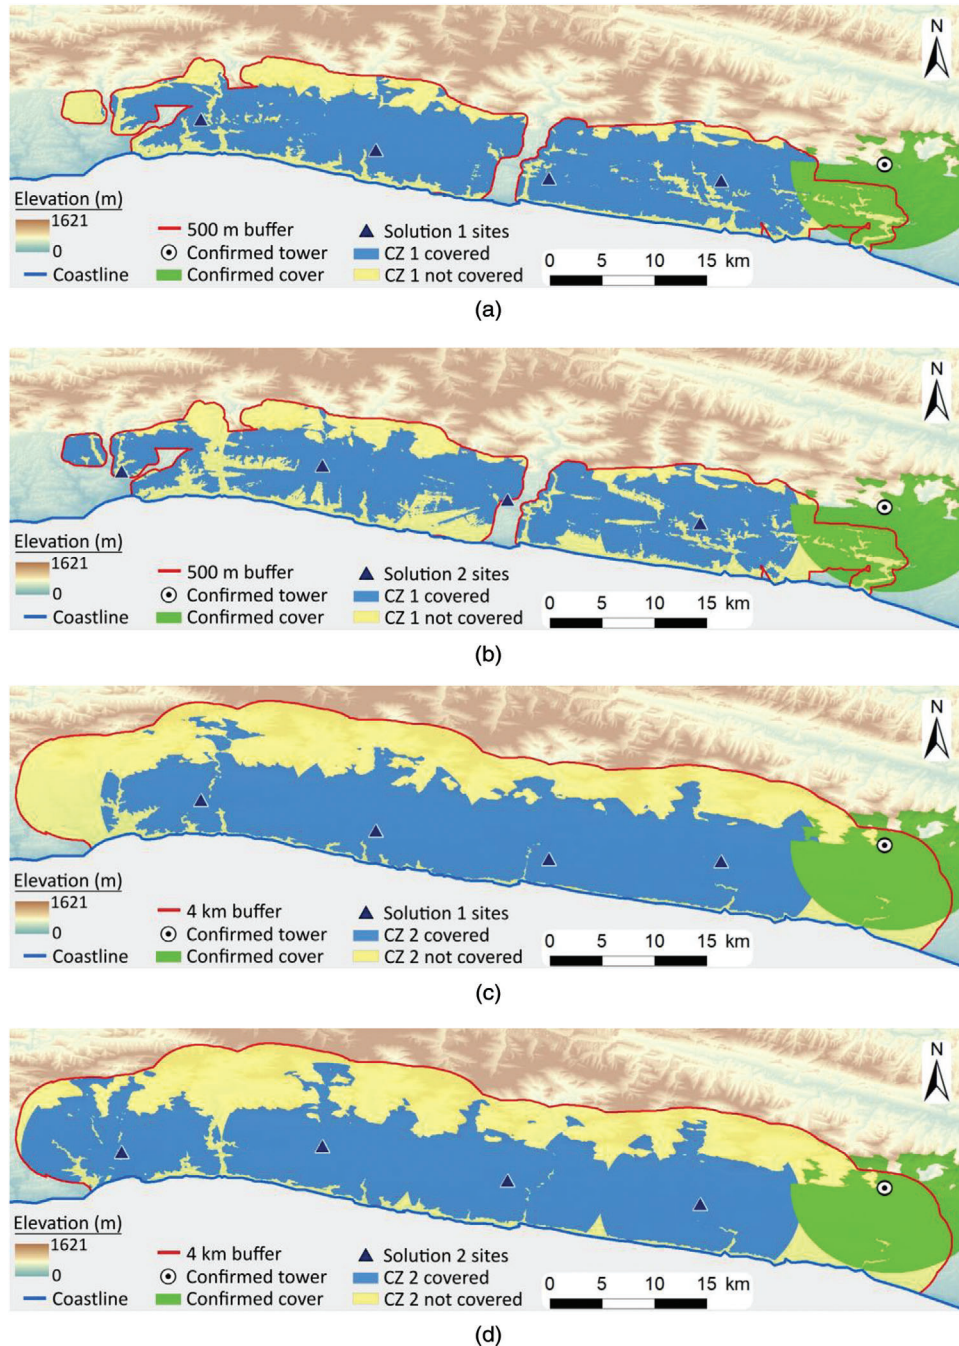 N
Elevation (m)
1621
0
Coastline
500 m buffer
Confirmed tower
Confirmed cover
Solution 1 sites
CZ 1 covered
CZ 1 not covered
0 5 10 15 km
(a)
N
Elevation (m)
1621
0
Coastline
500 m buffer
Confirmed tower
Confirmed cover
Solution 2 sites
CZ 1 covered
CZ 1 not covered
0 5 10 15 km
(b)
N
Elevation (m)
1621
0
Coastline
4 km buffer
Confirmed tower
Confirmed cover
Solution 1 sites
CZ 2 covered
CZ 2 not covered
0 5 10 15 km
(c)
N
Elevation (m)
1621
0
Coastline
4 km buffer
Confirmed tower
Confirmed cover
Solution 2 sites
CZ 2 covered
CZ 2 not covered
0 5 10 15 km
(d)